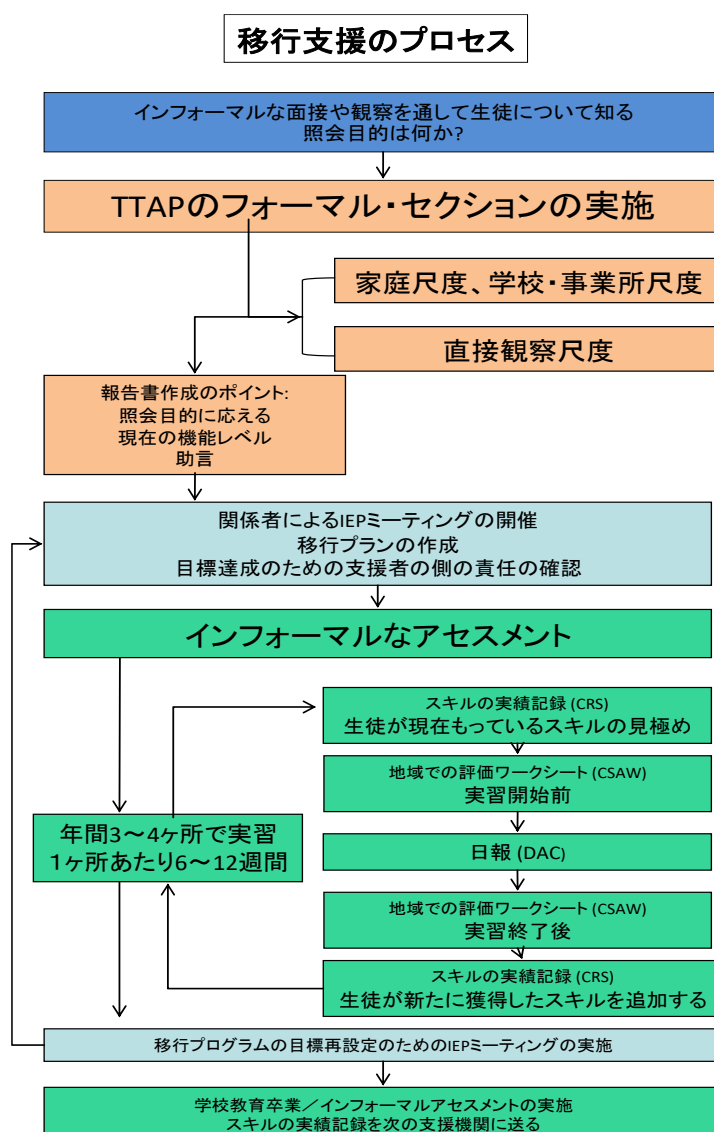 移行支援のプロセス
インフォーマルな面接や観察を通して生徒について知る
照会目的は何か?
TTAPのフォーマル・セクションの実施
家庭尺度、学校・事業所尺度
直接観察尺度
報告書作成のポイント:
照会目的に応える
現在の機能レベル
助言
関係者によるIEPミーティングの開催
移行プランの作成
目標達成のための支援者の側の責任の確認
インフォーマルなアセスメント
スキルの実績記録 (CRS)
生徒が現在もっているスキルの見極め
地域での評価ワークシート (CSAW)
実習開始前
年間3～4ヶ所で実習
1ヶ所あたり6～12週間
日報 (DAC)
地域での評価ワークシート (CSAW)
実習終了後
スキルの実績記録 (CRS)
生徒が新たに獲得したスキルを追加する
移行プログラムの目標再設定のためのIEPミーティングの実施
学校教育卒業／インフォーマルアセスメントの実施
スキルの実績記録を次の支援機関に送る